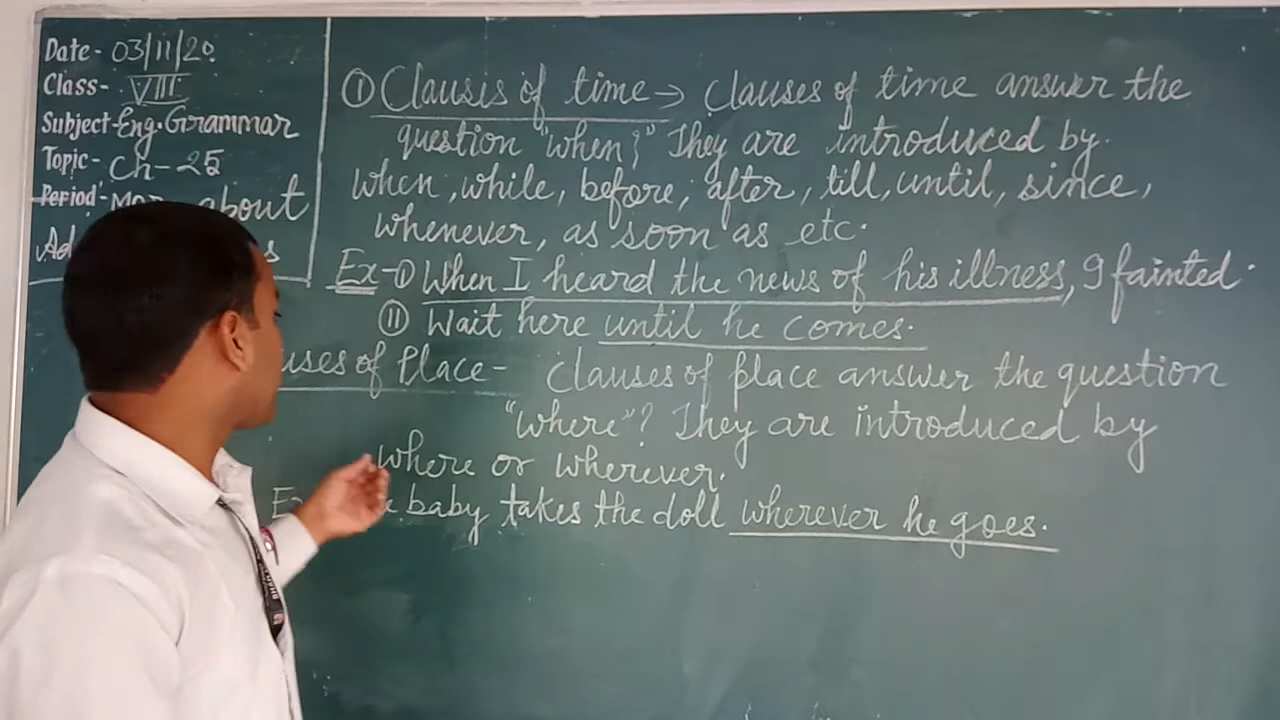 Date- 03/11/20
Class- VIII
Subject-Eng.Grammar
Topic- Ch-25
Period- about
① Clauses of time → Clauses of time answer the
question "when?" They are introduced by.
when, while, before, after, till, until, since,
whenever, as soon as etc.
Ex-① When I heard the news of his illness, I fainted.
⑪ Wait here until he comes.
of Place- Clauses of place answer the question
"where"? They are introduced by
where or wherever.
baby takes the doll wherever he goes.